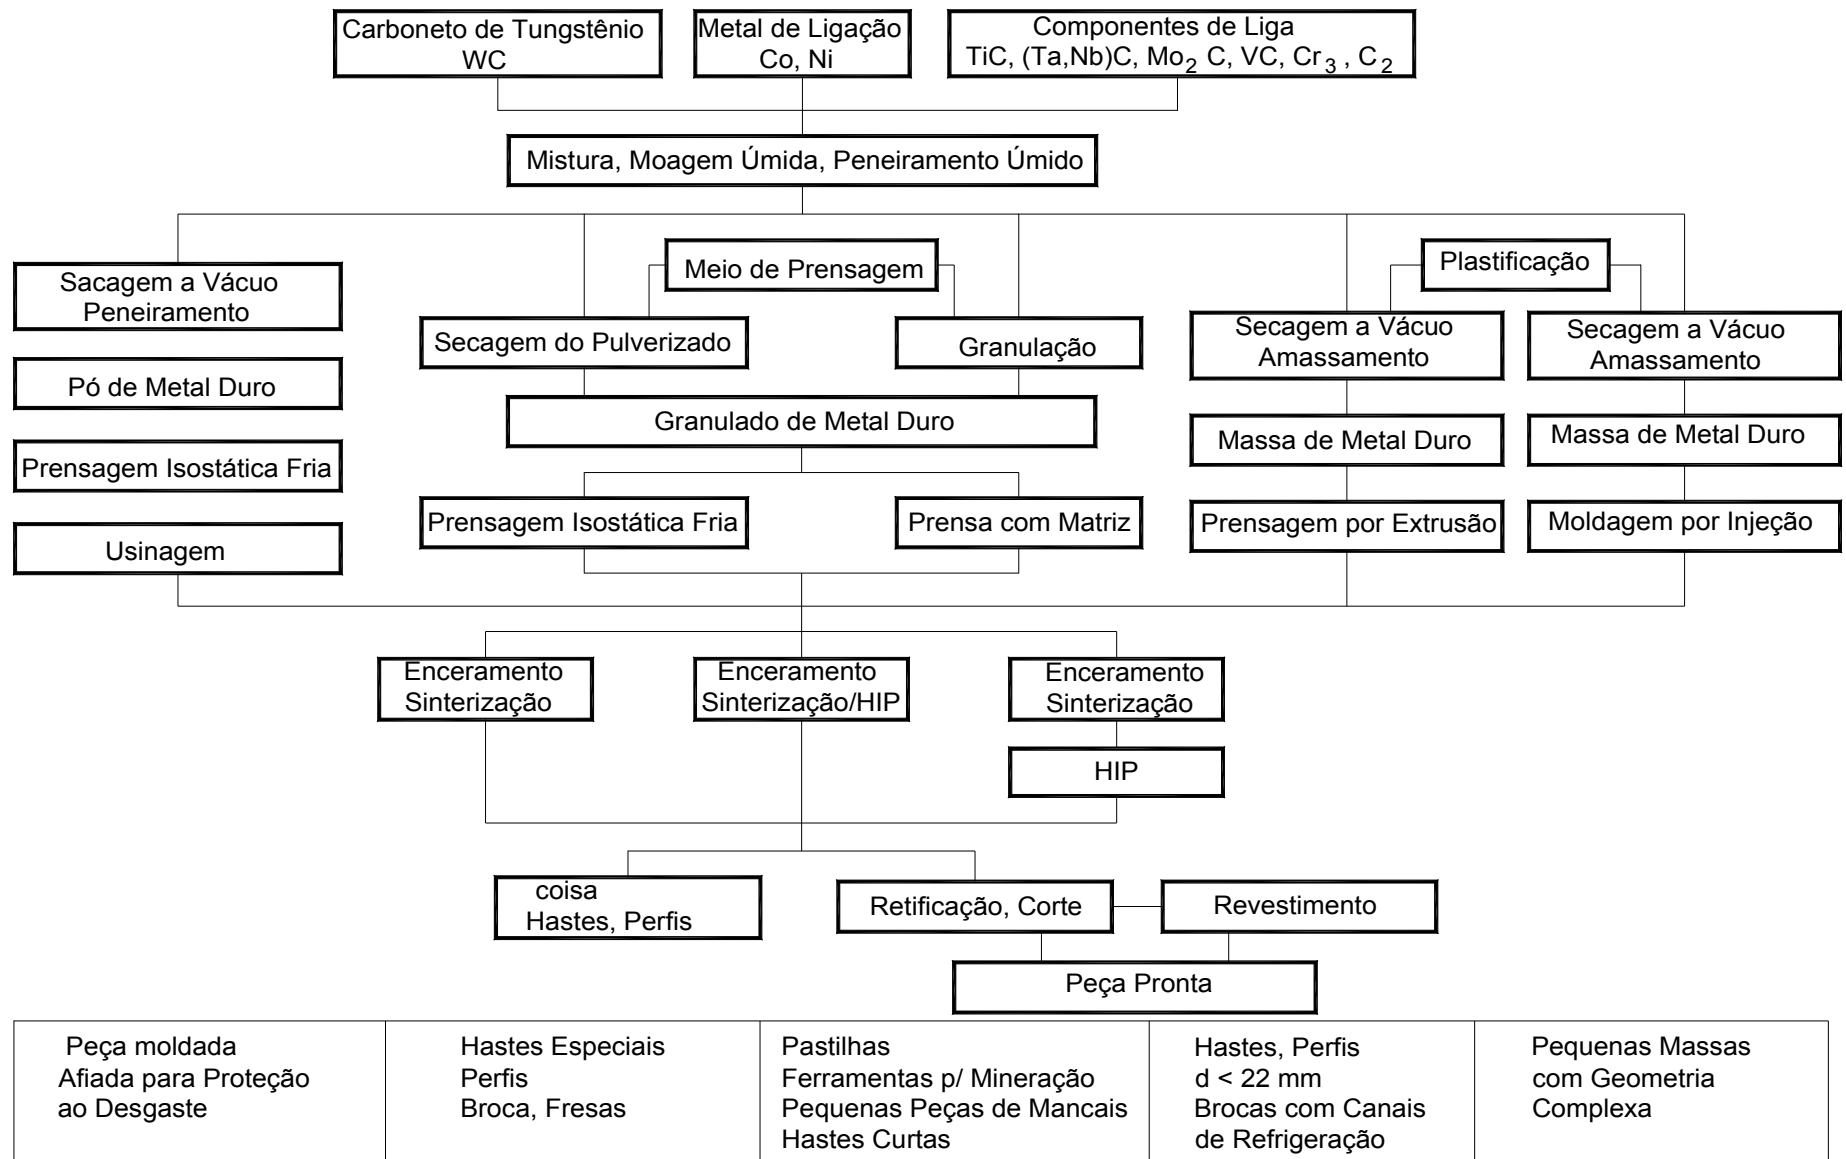 Carboneto de Tungstênio
WC
Metal de Ligação
Co, Ni
Componentes de Liga
TiC, (Ta,Nb)C, Mo2 C, VC, Cr3 , C2
Mistura, Moagem Úmida, Peneiramento Úmido
Sacagem a Vácuo
Peneiramento
Meio de Prensagem
Plastificação
Secagem do Pulverizado
Granulação
Secagem a Vácuo
Amassamento
Secagem a Vácuo
Amassamento
Pó de Metal Duro
Granulado de Metal Duro
Massa de Metal Duro
Massa de Metal Duro
Prensagem Isostática Fria
Prensagem Isostática Fria
Prensa com Matriz
Prensagem por Extrusão
Moldagem por Injeção
Usinagem
Enceramento
Sinterização
Enceramento
Sinterização/HIP
Enceramento
Sinterização
HIP
coisa
Hastes, Perfis
Retificação, Corte
Revestimento
Peça Pronta
Peça moldada
Afiada para Proteção
ao Desgaste
Hastes Especiais
Perfis
Broca, Fresas
Pastilhas
Ferramentas p/ Mineração
Pequenas Peças de Mancais
Hastes Curtas
Hastes, Perfis
d < 22 mm
Brocas com Canais
de Refrigeração
Pequenas Massas
com Geometria
Complexa